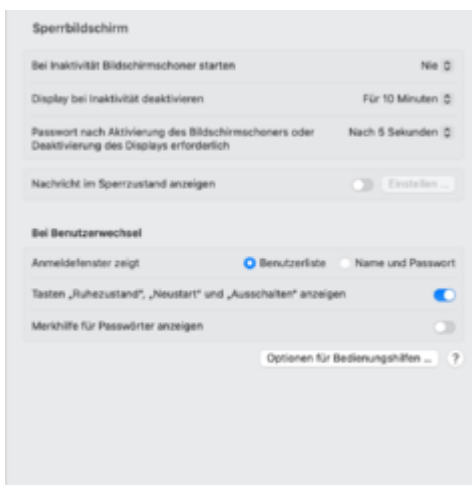 Sperrbildschirm
Bei Inaktivität Bildschirmschoner starten Nie
Display bei Inaktivität deaktivieren Für 10 Minuten
Passwort nach Aktivierung des Bildschirmschoners oder Nach 5 Sekunden
Deaktivierung des Displays erforderlich
Nachricht im Sperrzustand anzeigen Einstellen ...
Bei Benutzerwechsel
Anmeldefenster zeigt Benutzerliste Name und Passwort
Tasten „Ruhezustand“, „Neustart“ und „Ausschalten“ anzeigen
Merkhilfe für Passwörter anzeigen
Optionen für Bedienungshilfen ... ?